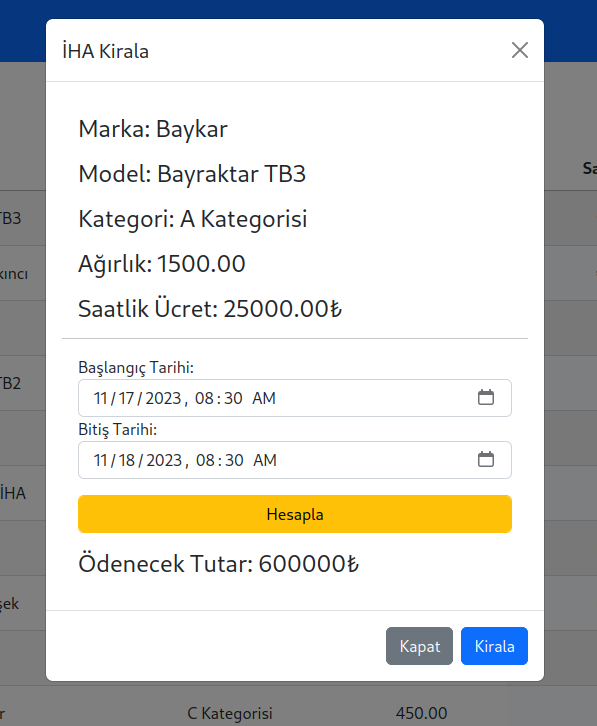 İHA Kirala
Sa
Marka: Baykar
Model: Bayraktar TB3
TB3
Kategori: A Kategorisi
Ağırlık: 1500.00
kıncı
Saatlik Ücret: 25000.00₺
Başlangıç Tarihi:
TB2
11/17/2023, 08:30 AM
Bitiş Tarihi:
11/18/2023, 08:30 AM
İHA
Hesapla
Ödenecek Tutar: 600000₺
şek
Kapat Kirala
r C Kategorisi 450.00